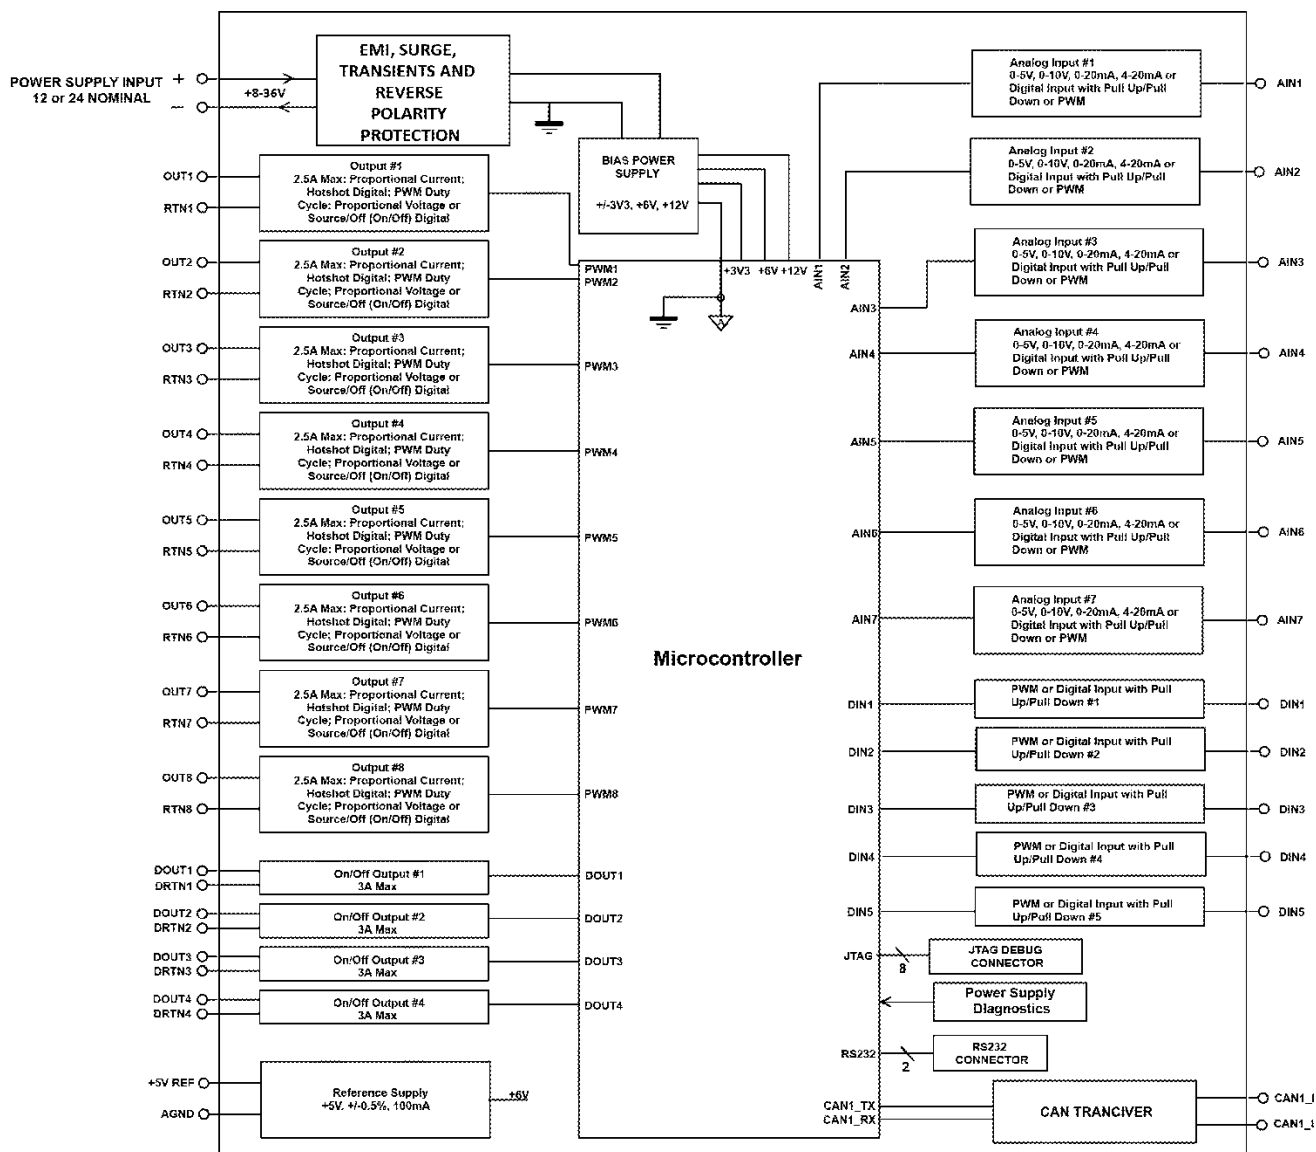 POWER SUPPLY INPUT
12 or 24 NOMINAL
+
–
+8-36V
EMI, SURGE,
TRANSIENTS AND
REVERSE
POLARITY
PROTECTION
BIAS POWER
SUPPLY
+/-3V3, +6V, +12V
OUT1
RTN1
Output #1
2.5A Max: Proportional Current;
Hotshot Digital; PWM Duty
Cycle; Proportional Voltage or
Source/Off (On/Off) Digital
OUT2
RTN2
Output #2
2.5A Max: Proportional Current;
Hotshot Digital; PWM Duty
Cycle; Proportional Voltage or
Source/Off (On/Off) Digital
OUT3
RTN3
Output #3
2.5A Max: Proportional Current;
Hotshot Digital; PWM Duty
Cycle; Proportional Voltage or
Source/Off (On/Off) Digital
OUT4
RTN4
Output #4
2.5A Max: Proportional Current;
Hotshot Digital; PWM Duty
Cycle; Proportional Voltage or
Source/Off (On/Off) Digital
OUT5
RTN5
Output #5
2.5A Max: Proportional Current;
Hotshot Digital; PWM Duty
Cycle; Proportional Voltage or
Source/Off (On/Off) Digital
OUT6
RTN6
Output #6
2.5A Max: Proportional Current;
Hotshot Digital; PWM Duty
Cycle; Proportional Voltage or
Source/Off (On/Off) Digital
OUT7
RTN7
Output #7
2.5A Max: Proportional Current;
Hotshot Digital; PWM Duty
Cycle; Proportional Voltage or
Source/Off (On/Off) Digital
OUT8
RTN8
Output #8
2.5A Max: Proportional Current;
Hotshot Digital; PWM Duty
Cycle; Proportional Voltage or
Source/Off (On/Off) Digital
DOUT1
DRTN1
On/Off Output #1
3A Max
DOUT2
DRTN2
On/Off Output #2
3A Max
DOUT3
DRTN3
On/Off Output #3
3A Max
DOUT4
DRTN4
On/Off Output #4
3A Max
+5V REF
AGND
Reference Supply
+5V, +/-0.5%, 100mA
+6V
PWM1
PWM2
PWM3
PWM4
PWM5
PWM6
PWM7
PWM8
DOUT1
DOUT2
DOUT3
DOUT4
+3V3
+6V
+12V
AIN1
AIN2
A
Microcontroller
AIN3
AIN4
AIN5
AIN6
AIN7
DIN1
DIN2
DIN3
DIN4
DIN5
JTAG
8
RS232
2
CAN1_TX
CAN1_RX
Analog Input #1
0-5V, 0-10V, 0-20mA, 4-20mA or
Digital Input with Pull Up/Pull
Down or PWM
AIN1
Analog Input #2
0-5V, 0-10V, 0-20mA, 4-20mA or
Digital Input with Pull Up/Pull
Down or PWM
AIN2
Analog Input #3
0-5V, 0-10V, 0-20mA, 4-20mA or
Digital Input with Pull Up/Pull
Down or PWM
AIN3
Analog Input #4
0-5V, 0-10V, 0-20mA, 4-20mA or
Digital Input with Pull Up/Pull
Down or PWM
AIN4
Analog Input #5
0-5V, 0-10V, 0-20mA, 4-20mA or
Digital Input with Pull Up/Pull
Down or PWM
AIN5
Analog Input #6
0-5V, 0-10V, 0-20mA, 4-20mA or
Digital Input with Pull Up/Pull
Down or PWM
AIN6
Analog Input #7
0-5V, 0-10V, 0-20mA, 4-20mA or
Digital Input with Pull Up/Pull
Down or PWM
AIN7
PWM or Digital Input with Pull
Up/Pull Down #1
DIN1
PWM or Digital Input with Pull
Up/Pull Down #2
DIN2
PWM or Digital Input with Pull
Up/Pull Down #3
DIN3
PWM or Digital Input with Pull
Up/Pull Down #4
DIN4
PWM or Digital Input with Pull
Up/Pull Down #5
DIN5
JTAG DEBUG
CONNECTOR
Power Supply
Diagnostics
RS232
CONNECTOR
CAN TRANCIVER